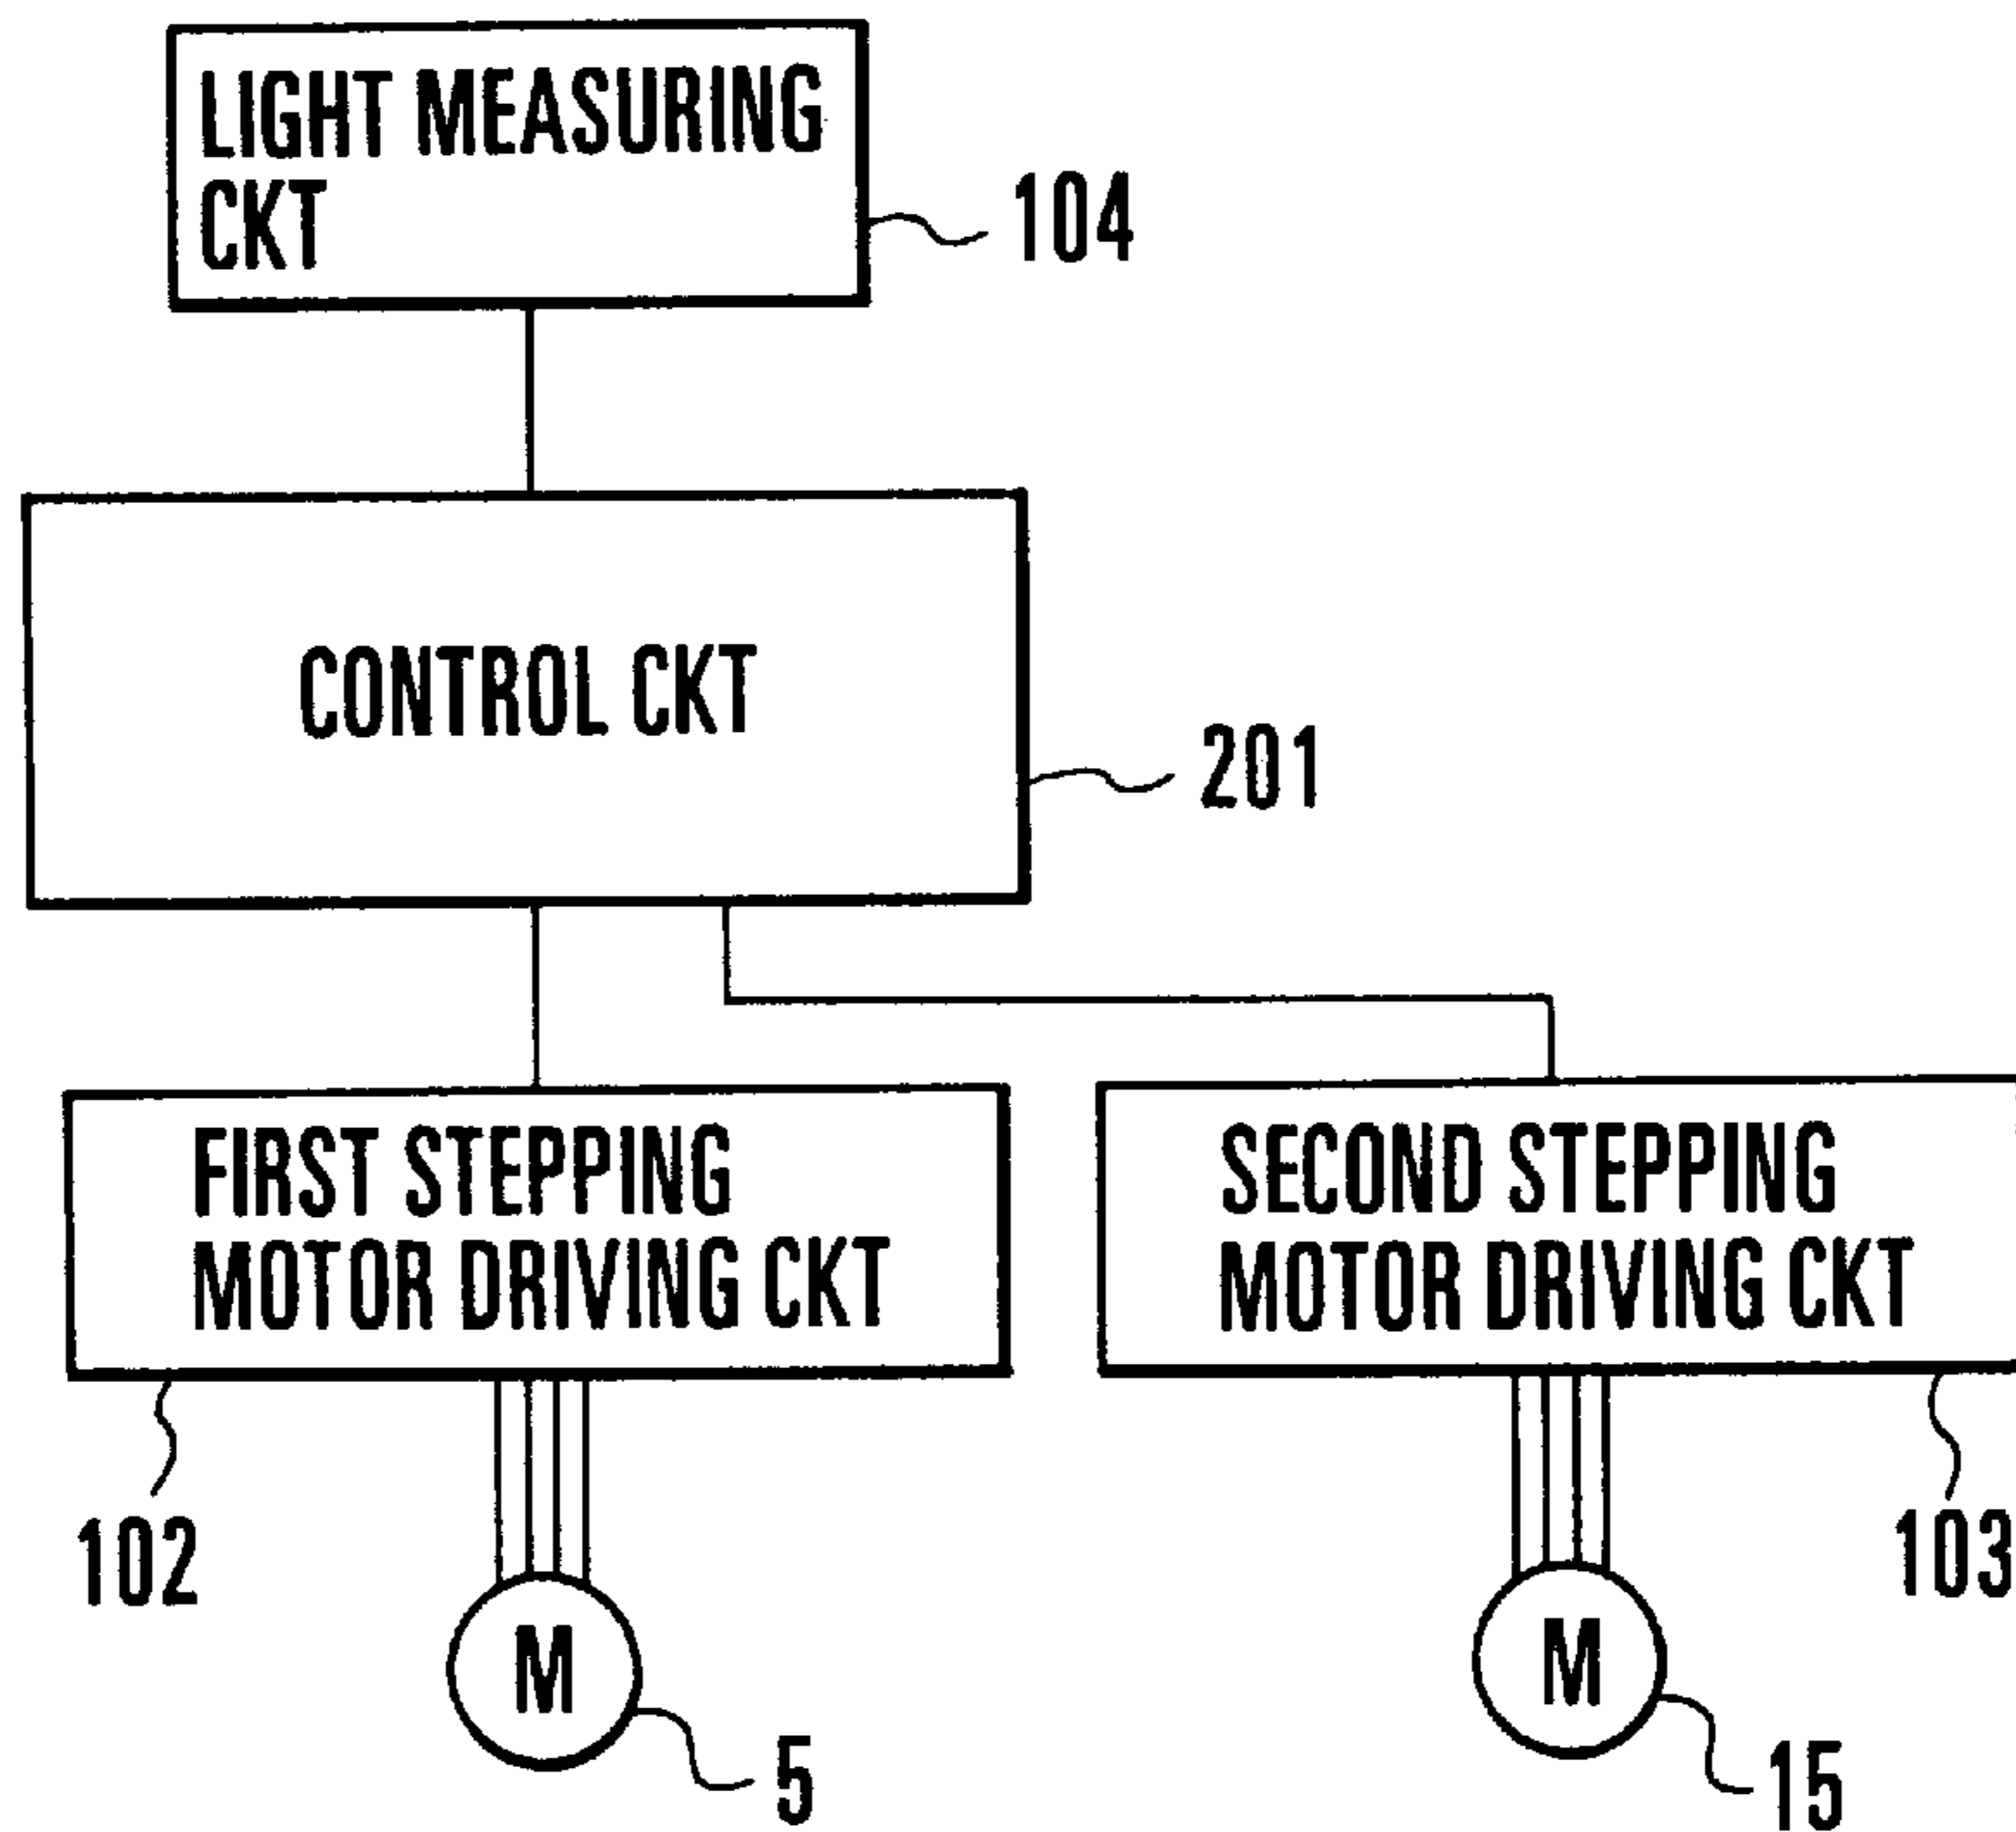 LIGHT MEASURING
CKT
104
CONTROL CKT
201
FIRST STEPPING
MOTOR DRIVING CKT
SECOND STEPPING
MOTOR DRIVING CKT
102
103
M
M
5
15